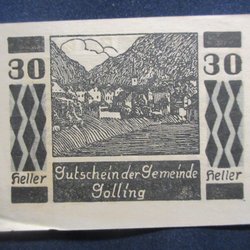 30 30
Heller Heller
Gutschein der Gemeinde
Golling